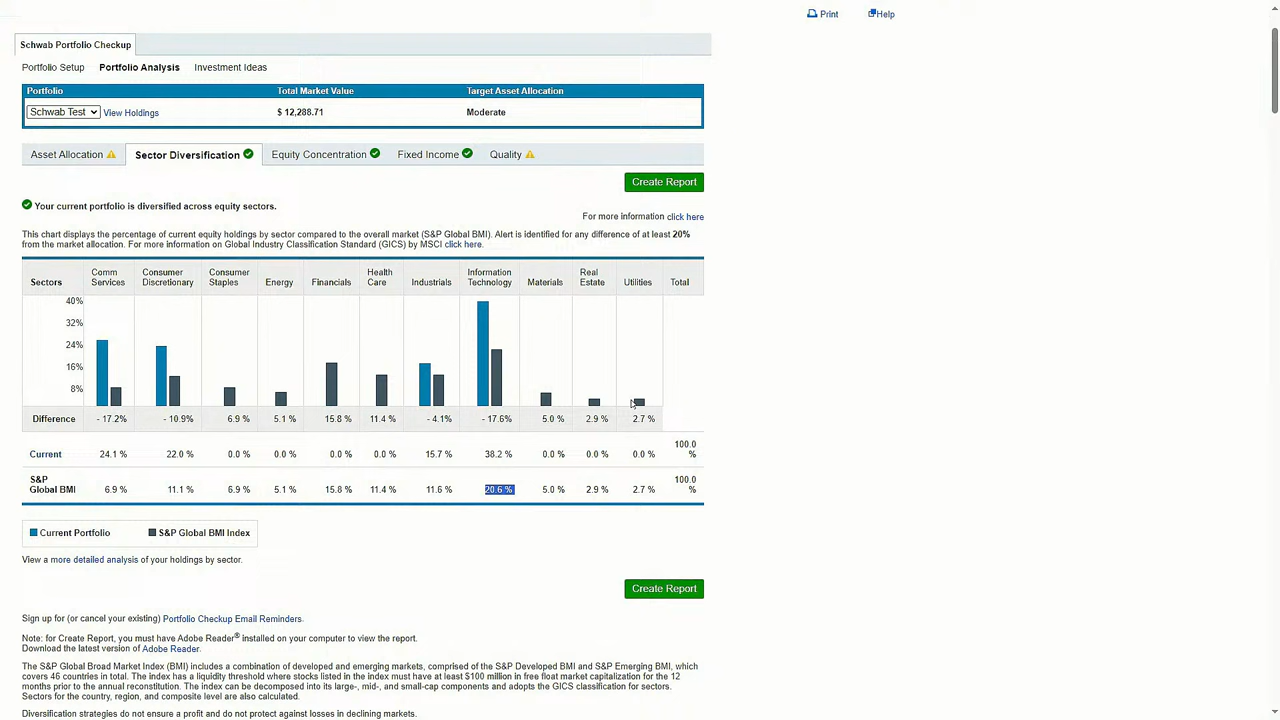 Print Help
Schwab Portfolio Checkup
Portfolio Setup Portfolio Analysis Investment Ideas
Portfolio Total Market Value Target Asset Allocation
Schwab Test View Holdings $ 12,288.71 Moderate
Asset Allocation Sector Diversification Equity Concentration Fixed Income Quality
Create Report
Your current portfolio is diversified across equity sectors.
For more information click here
This chart displays the percentage of current equity holdings by sector compared to the overall market (S&P Global BMI). Alert is identified for any difference of at least 20%
from the market allocation. For more information on Global Industry Classification Standard (GICS) by MSCI click here.
Sectors Comm Services Consumer Discretionary Consumer Staples Energy Financials Health Care Industrials Information Technology Materials Real Estate Utilities Total
40%
32%
24%
16%
8%
Difference - 17.2% - 10.9% 6.9 % 5.1 % 15.8 % 11.4 % - 4.1% - 17.6% 5.0 % 2.9 % 2.7 %
Current 24.1 % 22.0 % 0.0 % 0.0 % 0.0 % 0.0 % 15.7 % 38.2 % 0.0 % 0.0 % 0.0 % 100.0 %
S&P Global BMI 6.9 % 11.1 % 6.9 % 5.1 % 15.8 % 11.4 % 11.6 % 20.6 % 5.0 % 2.9 % 2.7 % 100.0 %
Current Portfolio S&P Global BMI Index
View a more detailed analysis of your holdings by sector.
Create Report
Sign up for (or cancel your existing) Portfolio Checkup Email Reminders.
Note: for Create Report, you must have Adobe Reader® installed on your computer to view the report.
Download the latest version of Adobe Reader.
The S&P Global Broad Market Index (BMI) includes a combination of developed and emerging markets, comprised of the S&P Developed BMI and S&P Emerging BMI, which
covers 46 countries in total. The index has a liquidity threshold where stocks listed in the index must have at least $100 million in free float market capitalization for the 12
months prior to the annual reconstitution. The index can be decomposed into its large-, mid-, and small-cap components and adopts the GICS classification for sectors.
Sectors for the country, region, and composite level are also calculated.
Diversification strategies do not ensure a profit and do not protect against losses in declining markets.